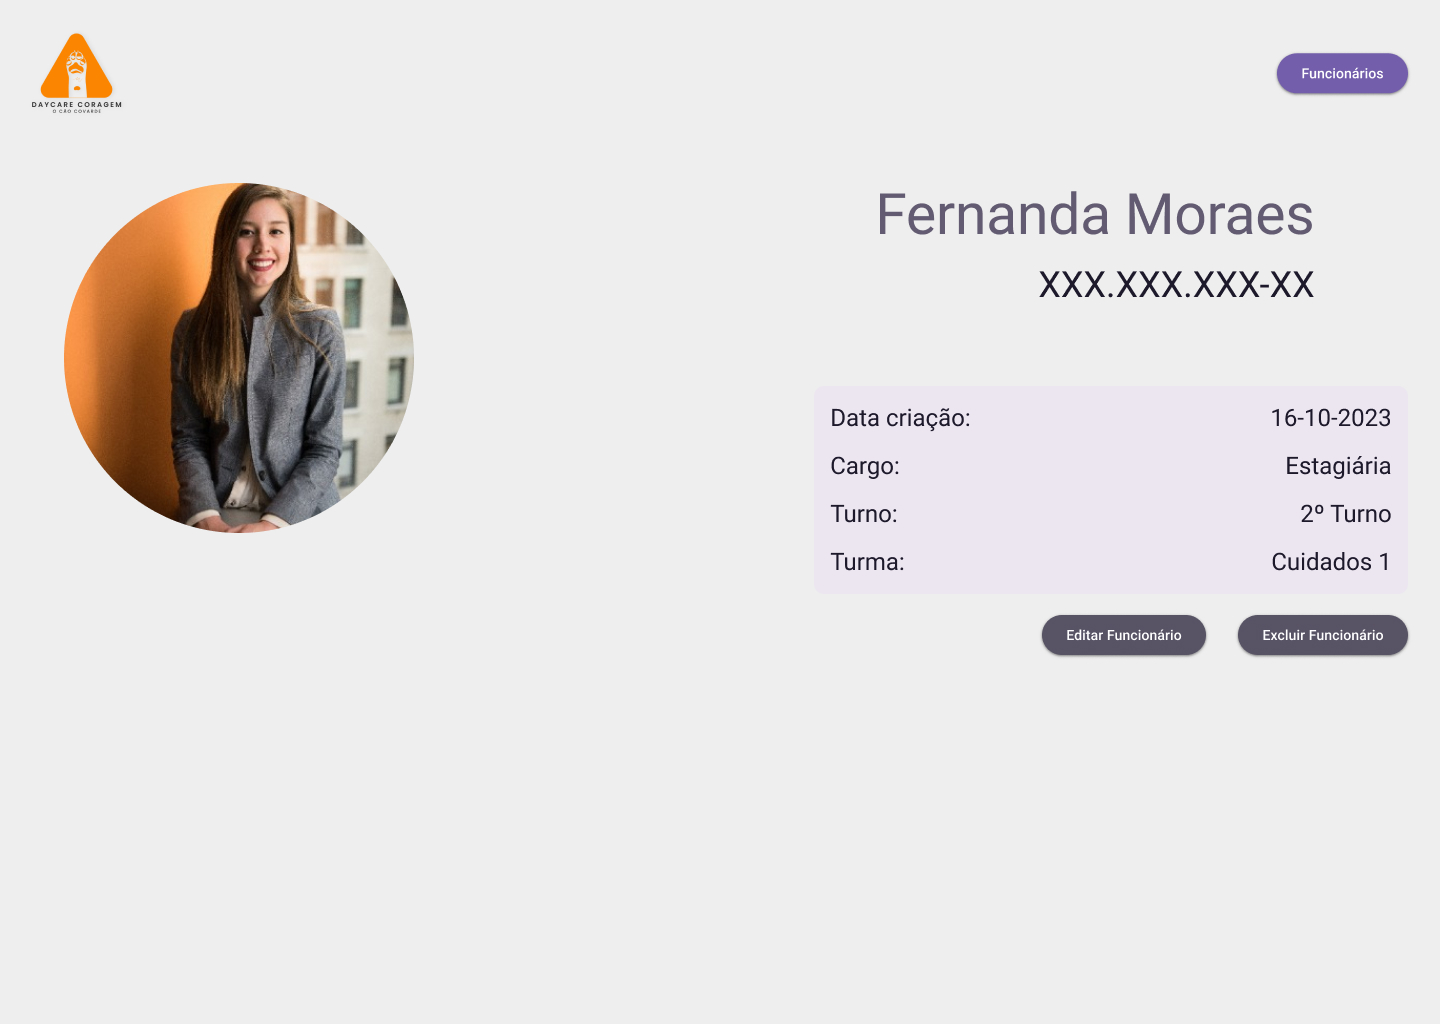 DAYCARE CORAGEM
O CÃO COVARDE
Funcionários
Fernanda Moraes
XXX.XXX.XXX-XX
Data criação: 16-10-2023
Cargo: Estagiária
Turno: 2º Turno
Turma: Cuidados 1
Editar Funcionário Excluir Funcionário